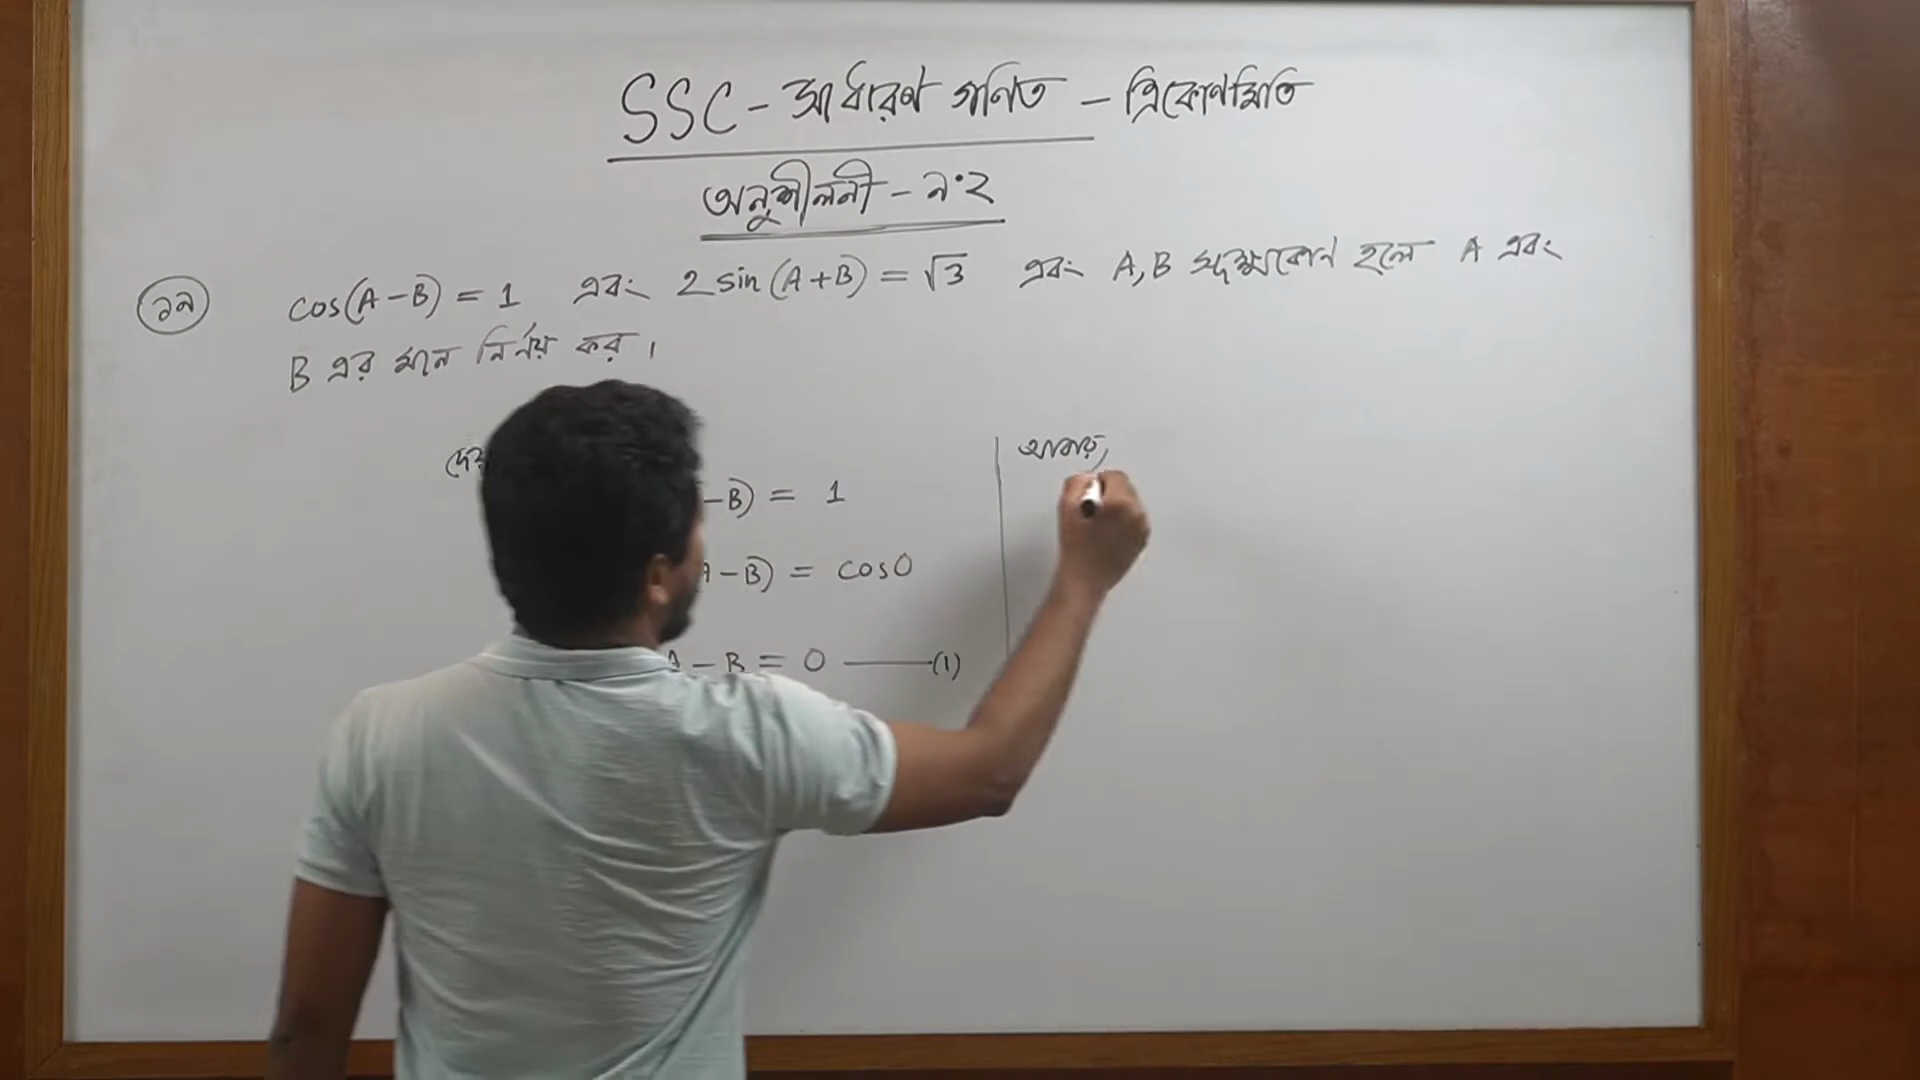 SSC - সাধারণ গণিত - ত্রিকোণমিতি
অনুশীলনী - ৯.২
১৯ cos(A-B) = 1 এবং 2 sin(A+B) = √3 এবং A, B সূক্ষ্মকোণ হলে A এবং
B এর মান নির্ণয় কর।
-B) = 1
A-B) = cos0
A - B = 0 ——(1)
আবার,